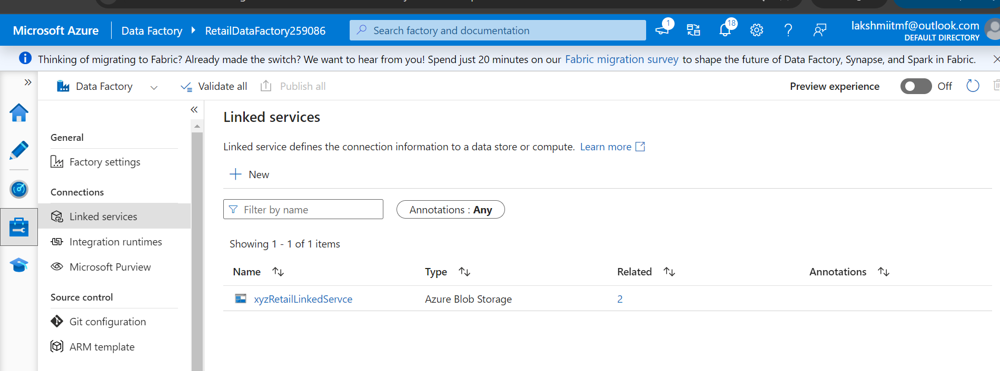 Microsoft Azure
Data Factory
RetailDataFactory259086
Search factory and documentation
1
18
lakshmiitmf@outlook.com
DEFAULT DIRECTORY
Thinking of migrating to Fabric? Already made the switch? We want to hear from you! Spend just 20 minutes on our Fabric migration survey to shape the future of Data Factory, Synapse, and Spark in Fabric.
Data Factory
Validate all
Publish all
Preview experience
Off
General
Factory settings
Connections
Linked services
Integration runtimes
Microsoft Purview
Source control
Git configuration
ARM template
Linked services
Linked service defines the connection information to a data store or compute. Learn more
New
Filter by name
Annotations : Any
Showing 1 - 1 of 1 items
Name Type Related Annotations
xyzRetailLinkedServce Azure Blob Storage 2